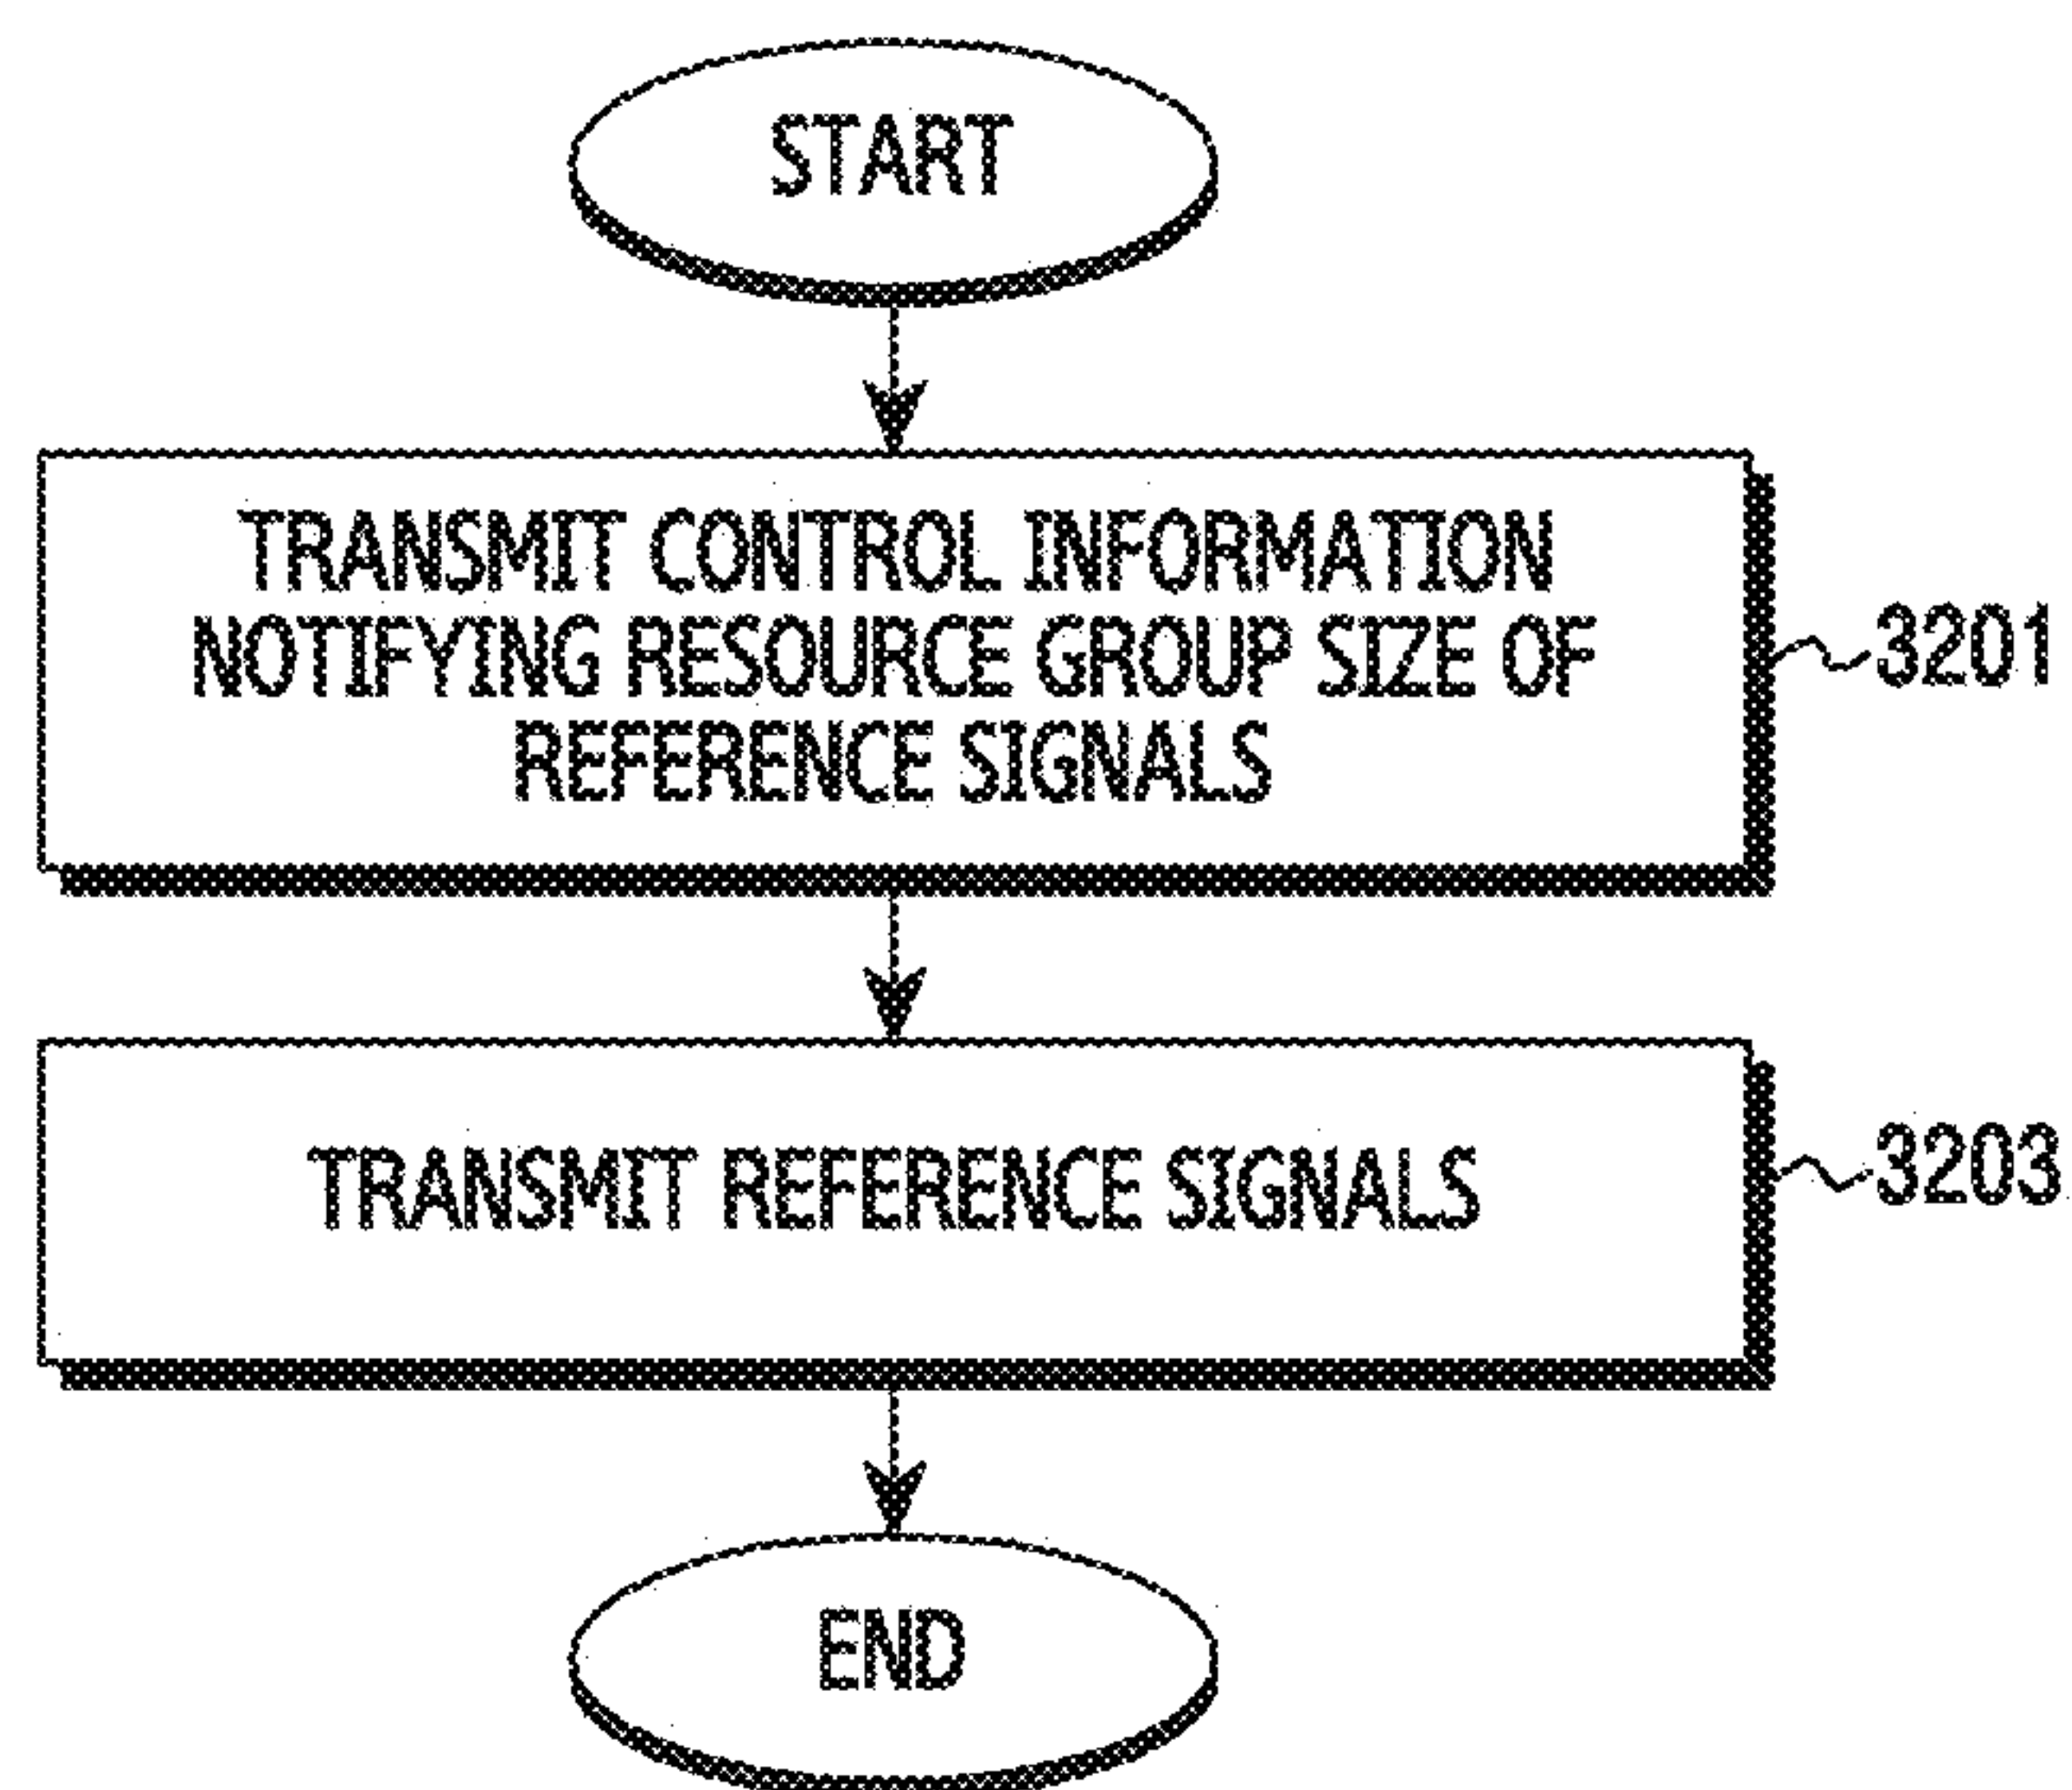 START
TRANSMIT CONTROL INFORMATION
NOTIFYING RESOURCE GROUP SIZE OF
REFERENCE SIGNALS
3201
TRANSMIT REFERENCE SIGNALS
3203
END